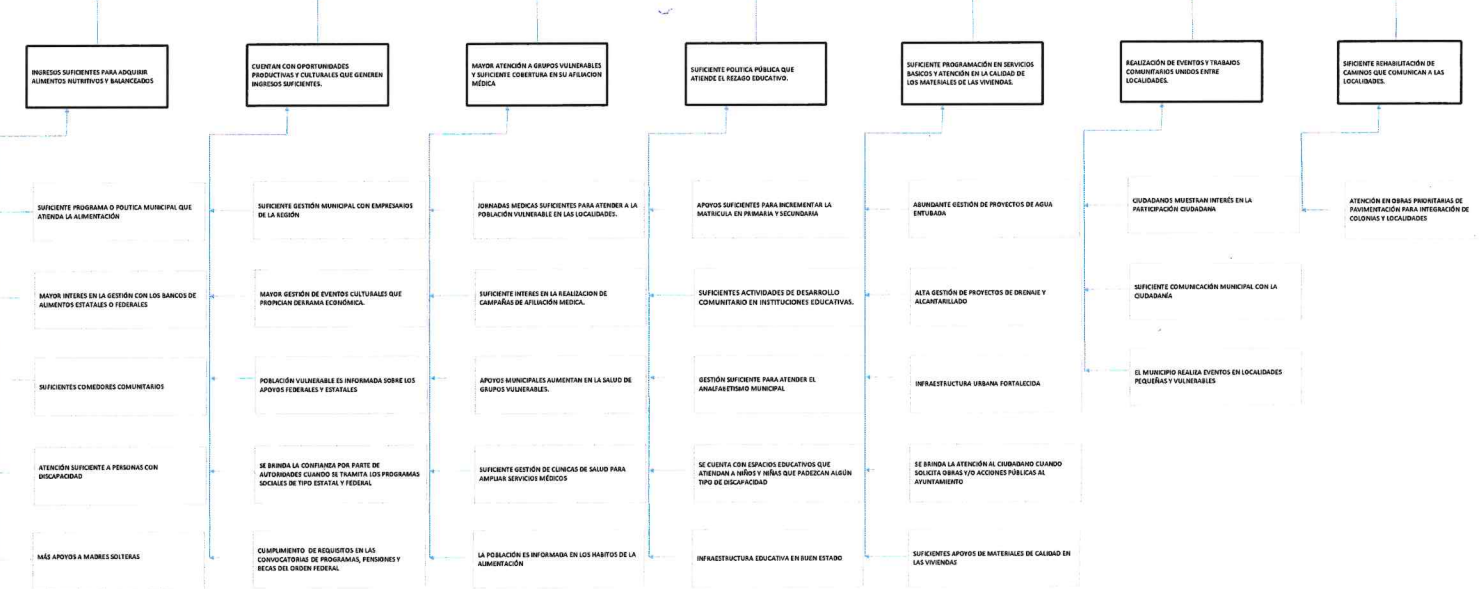 INGRESOS SUFICIENTES PARA ADQUIRIR
ALIMENTOS NUTRITIVOS Y BALANCEADOS
CUENTAN CON OPORTUNIDADES
PRODUCTIVAS Y CULTURALES QUE GENEREN
INGRESOS SUFICIENTES.
MAYOR ATENCIÓN A GRUPOS VULNERABLES
Y SUFICIENTE COBERTURA EN SU AFILIACION
MÉDICA
SUFICIENTE POLITICA PÚBLICA QUE
ATIENDE EL REZAGO EDUCATIVO.
SUFICIENTE PROGRAMACIÓN EN SERVICIOS
BASICOS Y ATENCIÓN EN LA CALIDAD DE
LOS MATERIALES DE LAS VIVIENDAS.
REALIZACIÓN DE EVENTOS Y TRABAJOS
COMUNITARIOS UNIDOS ENTRE
LOCALIDADES.
SIFICIENTE REHABILITACIÓN DE
CAMINOS QUE COMUNICAN A LAS
LOCALIDADES.
SUFICIENTE PROGRAMA O POLITICA MUNICIPAL QUE
ATIENDA LA ALIMENTACIÓN
SUFICIENTE GESTIÓN MUNICIPAL CON EMPRESARIOS
DE LA REGIÓN
JORNADAS MEDICAS SUFICIENTES PARA ATENDER A LA
POBLACIÓN VULNERABLE EN LAS LOCALIDADES.
APOYOS SUFICIENTES PARA INCREMENTAR LA
MATRICULA EN PRIMARIA Y SECUNDARIA
ABUNDANTE GESTIÓN DE PROYECTOS DE AGUA
ENTUBADA
CIUDADANOS MUESTRAN INTERÉS EN LA
PARTICIPACIÓN CIUDADANA
ATENCIÓN EN OBRAS PRIORITARIAS DE
PAVIMENTACIÓN PARA INTEGRACIÓN DE
COLONIAS Y LOCALIDADES
MAYOR INTERES EN LA GESTIÓN CON LOS BANCOS DE
ALIMENTOS ESTATALES O FEDERALES
MAYOR GESTIÓN DE EVENTOS CULTURALES QUE
PROPICIAN DERRAMA ECONÓMICA.
SUFICIENTE INTERES EN LA REALIZACION DE
CAMPAÑAS DE AFILIACIÓN MEDICA.
SUFICIENTES ACTIVIDADES DE DESARROLLO
COMUNITARIO EN INSTITUCIONES EDUCATIVAS.
ALTA GESTIÓN DE PROYECTOS DE DRENAJE Y
ALCANTARILLADO
SUFICIENTE COMUNICACIÓN MUNICIPAL CON LA
CIUDADANÍA
SUFICIENTES COMEDORES COMUNITARIOS
POBLACIÓN VULNERABLE ES INFORMADA SOBRE LOS
APOYOS FEDERALES Y ESTATALES
APOYOS MUNICIPALES AUMENTAN EN LA SALUD DE
GRUPOS VULNERABLES.
GESTIÓN SUFICIENTE PARA ATENDER EL
ANALFABETISMO MUNICIPAL
INFRAESTRUCTURA URBANA FORTALECIDA
EL MUNICIPIO REALIZA EVENTOS EN LOCALIDADES
PEQUEÑAS Y VULNERABLES
ATENCIÓN SUFICIENTE A PERSONAS CON
DISCAPACIDAD
SE BRINDA LA CONFIANZA POR PARTE DE
AUTORIDADES CUANDO SE TRAMITA LOS PROGRAMAS
SOCIALES DE TIPO ESTATAL Y FEDERAL
SUFICIENTE GESTIÓN DE CLINICAS DE SALUD PARA
AMPLIAR SERVICIOS MÉDICOS
SE CUENTA CON ESPACIOS EDUCATIVOS QUE
ATIENDAN A NIÑOS Y NIÑAS QUE PADEZCAN ALGÚN
TIPO DE DISCAPACIDAD
SE BRINDA LA ATENCIÓN AL CIUDADANO CUANDO
SOLICITA OBRAS Y/O ACCIONES PÚBLICAS AL
AYUNTAMIENTO
MÁS APOYOS A MADRES SOLTERAS
CUMPLIMIENTO DE REQUISITOS EN LAS
CONVOCATORIAS DE PROGRAMAS, PENSIONES Y
BECAS DEL ORDEN FEDERAL
LA POBLACIÓN ES INFORMADA EN LOS HABITOS DE LA
ALIMENTACIÓN
INFRAESTRUCTURA EDUCATIVA EN BUEN ESTADO
SUFICIENTES APOYOS DE MATERIALES DE CALIDAD EN
LAS VIVIENDAS